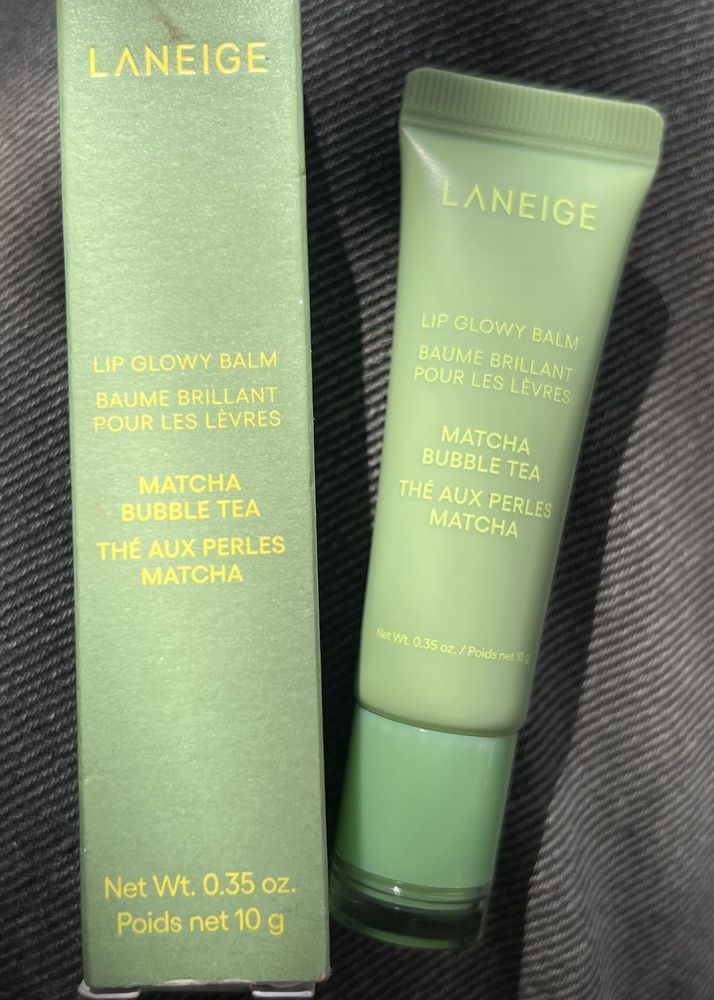 LANEIGE
LIP GLOWY BALM
BAUME BRILLANT
POUR LES LÈVRES
MATCHA
BUBBLE TEA
THÉ AUX PERLES
MATCHA
Net Wt. 0.35 oz.
Poids net 10 g
LANEIGE
LIP GLOWY BALM
BAUME BRILLANT
POUR LES LÈVRES
MATCHA
BUBBLE TEA
THÉ AUX PERLES
MATCHA
Net Wt. 0.35 oz. / Poids net 10 g